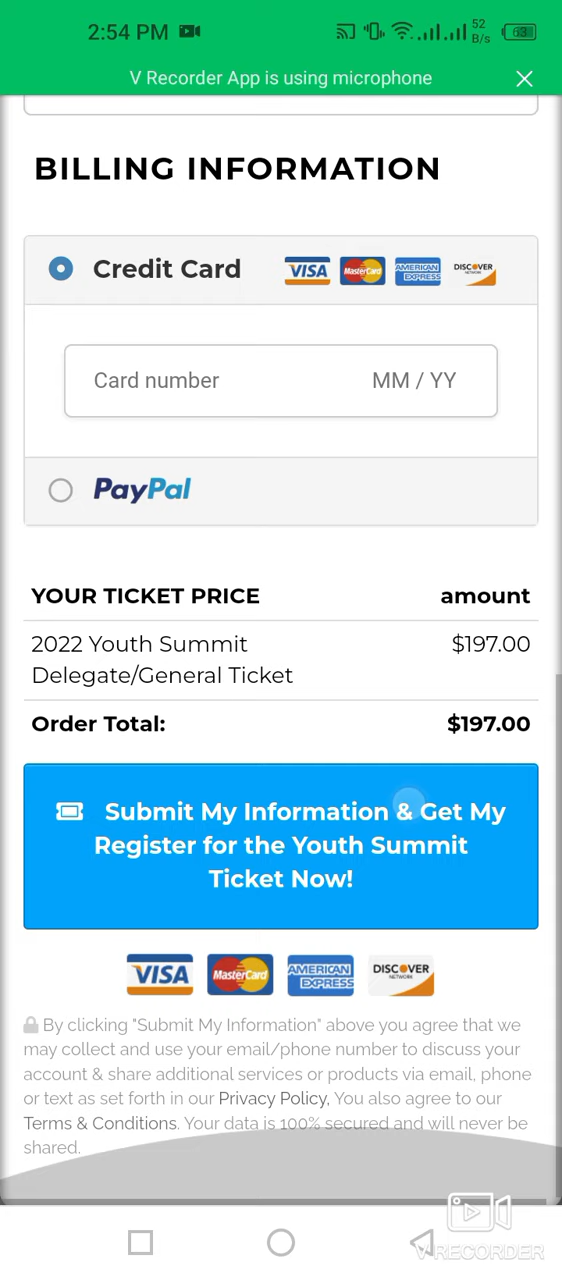 2:54 PM
52
B/s
63
V Recorder App is using microphone
BILLING INFORMATION
Credit Card VISA MasterCard AMERICAN EXPRESS DISCOVER NETWORK
Card number MM / YY
PayPal
YOUR TICKET PRICE amount
2022 Youth Summit $197.00
Delegate/General Ticket
Order Total: $197.00
Submit My Information & Get My
Register for the Youth Summit
Ticket Now!
VISA MasterCard AMERICAN EXPRESS DISCOVER NETWORK
By clicking "Submit My Information" above you agree that we
may collect and use your email/phone number to discuss your
account & share additional services or products via email, phone
or text as set forth in our Privacy Policy, You also agree to our
Terms & Conditions. Your data is 100% secured and will never be
shared.
V RECORDER